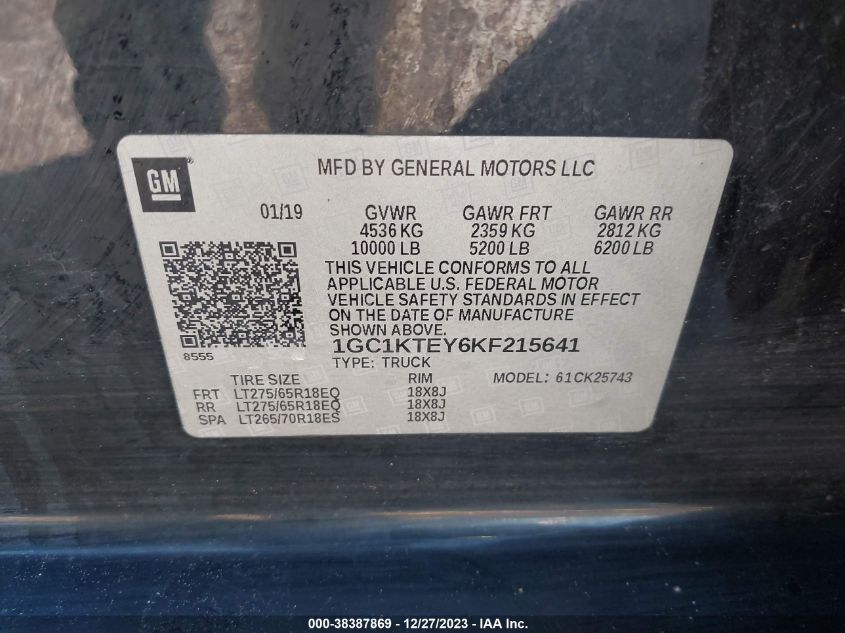 GM®
MFD BY GENERAL MOTORS LLC
01/19 GVWR GAWR FRT GAWR RR
4536 KG 2359 KG 2812 KG
10000 LB 5200 LB 6200 LB
THIS VEHICLE CONFORMS TO ALL
APPLICABLE U.S. FEDERAL MOTOR
VEHICLE SAFETY STANDARDS IN EFFECT
ON THE DATE OF MANUFACTURE
SHOWN ABOVE.
8555
1GC1KTEY6KF215641
TYPE: TRUCK
TIRE SIZE RIM MODEL: 61CK25743
FRT LT275/65R18EQ 18X8J
RR LT275/65R18EQ 18X8J
SPA LT265/70R18ES 18X8J
000-38387869 - 12/27/2023 - IAA Inc.